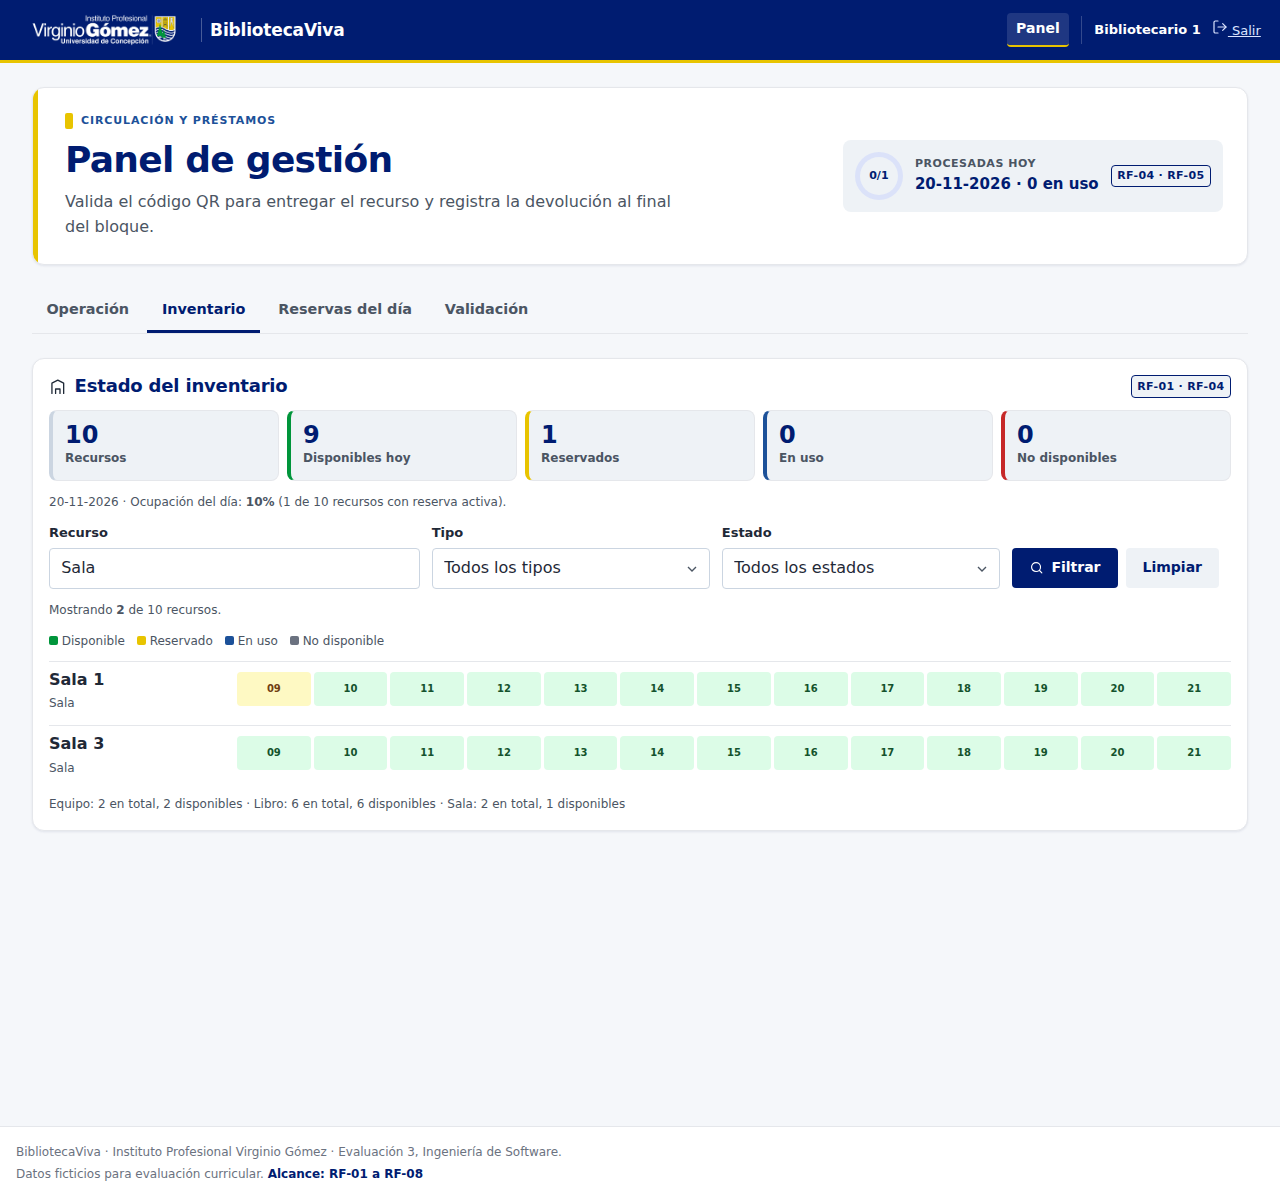 Instituto Profesional
VirginioGómez
Universidad de Concepción
BibliotecaViva
Panel
Bibliotecario 1
Salir
CIRCULACIÓN Y PRÉSTAMOS
Panel de gestión
Valida el código QR para entregar el recurso y registra la devolución al final
del bloque.
0/1
PROCESADAS HOY
20-11-2026 · 0 en uso
RF-04 · RF-05
Operación
Inventario
Reservas del día
Validación
Estado del inventario
RF-01 · RF-04
10
Recursos
9
Disponibles hoy
1
Reservados
0
En uso
0
No disponibles
20-11-2026 · Ocupación del día: 10% (1 de 10 recursos con reserva activa).
Recurso
Tipo
Estado
Sala
Todos los tipos
Todos los estados
Filtrar
Limpiar
Mostrando 2 de 10 recursos.
Disponible Reservado En uso No disponible
Sala 1
Sala
09 10 11 12 13 14 15 16 17 18 19 20 21
Sala 3
Sala
09 10 11 12 13 14 15 16 17 18 19 20 21
Equipo: 2 en total, 2 disponibles · Libro: 6 en total, 6 disponibles · Sala: 2 en total, 1 disponibles
BibliotecaViva · Instituto Profesional Virginio Gómez · Evaluación 3, Ingeniería de Software.
Datos ficticios para evaluación curricular. Alcance: RF-01 a RF-08